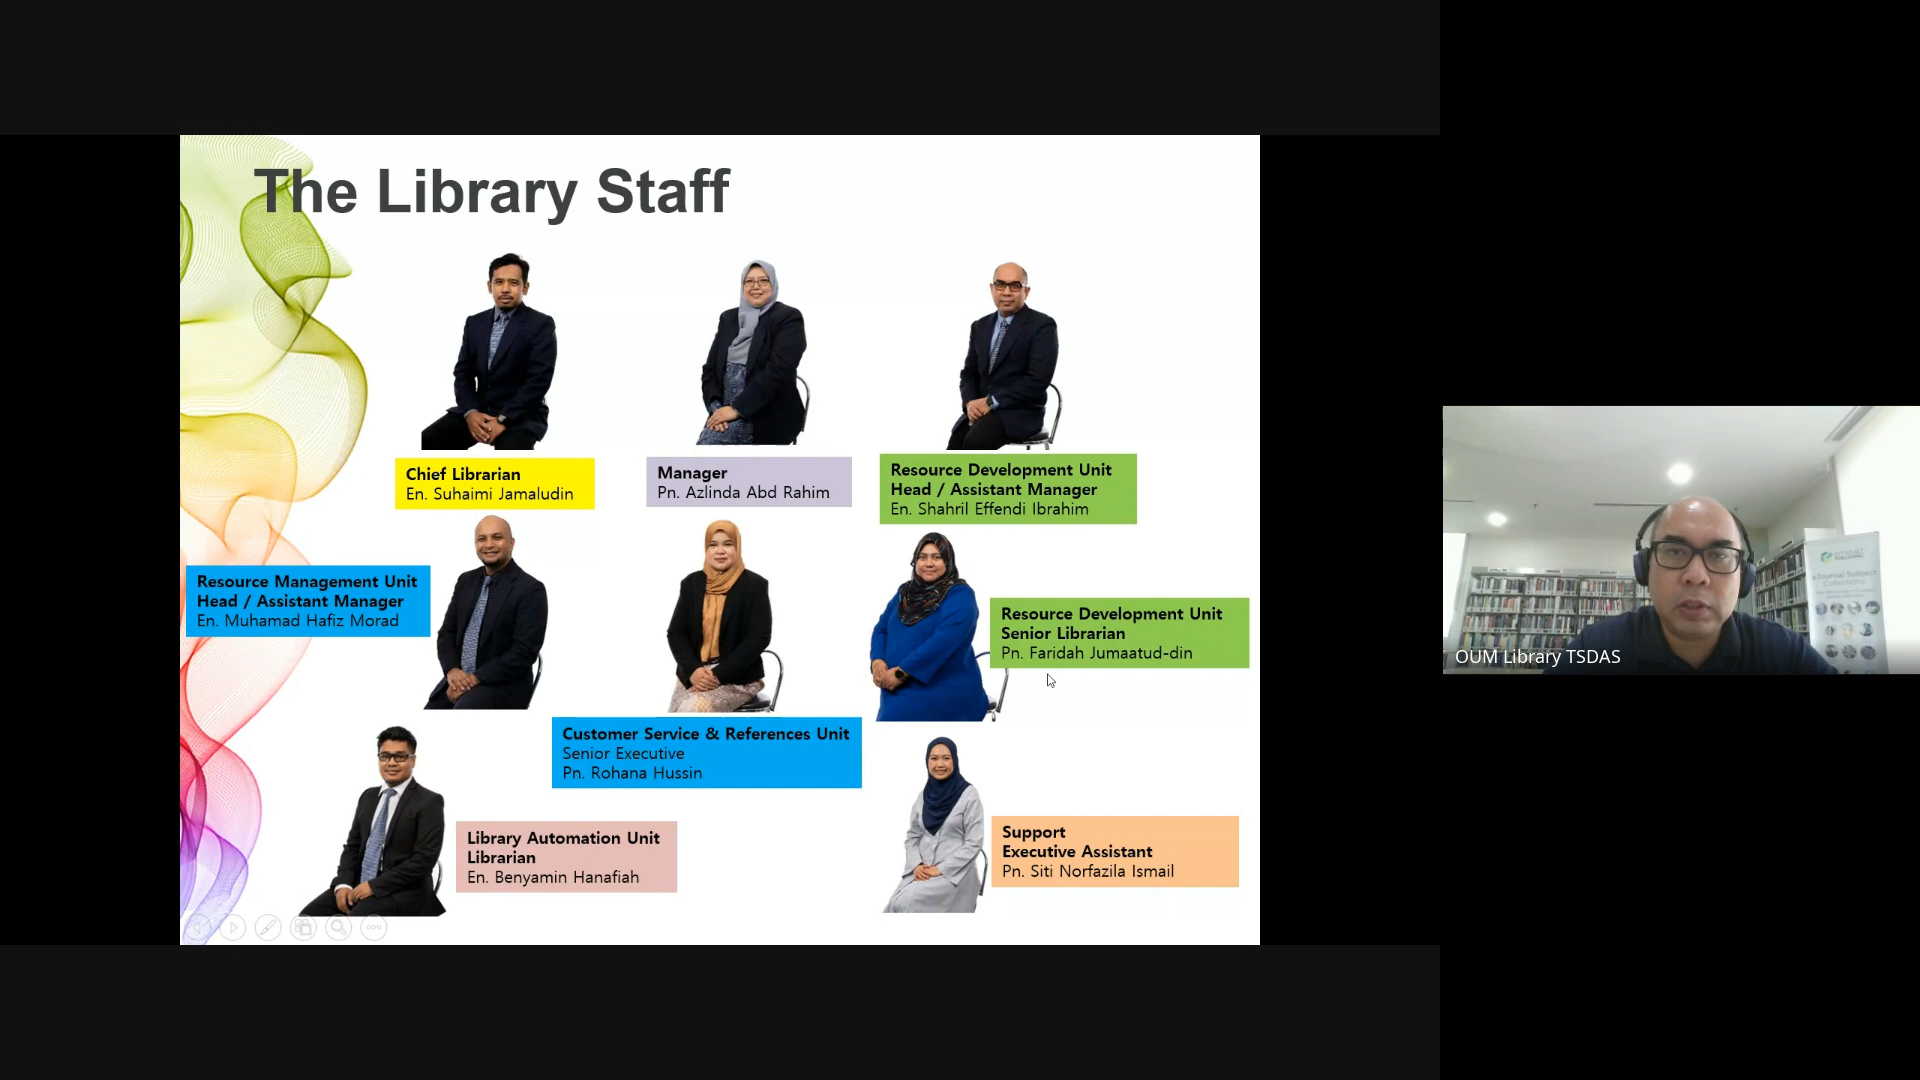 The Library Staff
Chief Librarian
En. Suhaimi Jamaludin
Manager
Pn. Azlinda Abd Rahim
Resource Development Unit
Head / Assistant Manager
En. Shahril Effendi Ibrahim
Resource Management Unit
Head / Assistant Manager
En. Muhamad Hafiz Morad
Resource Development Unit
Senior Librarian
Pn. Faridah Jumaatud-din
Customer Service & References Unit
Senior Executive
Pn. Rohana Hussin
Library Automation Unit
Librarian
En. Benyamin Hanafiah
Support
Executive Assistant
Pn. Siti Norfazila Ismail
eJournal Subject
Collections
OUM Library TSDAS